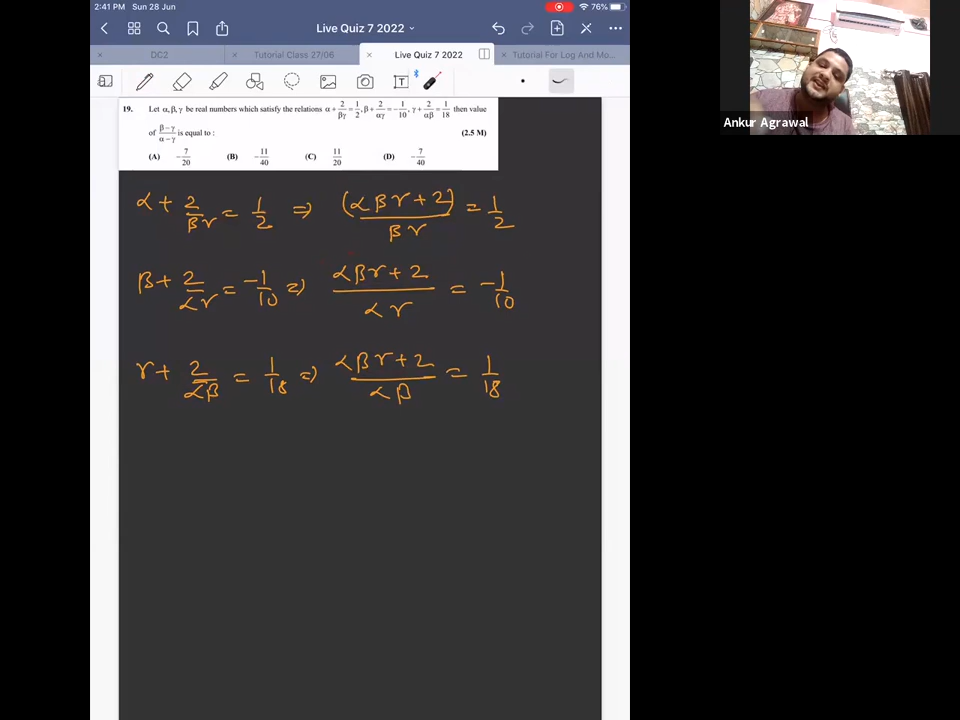 2:41 PM Sun 28 Jun 76%
Live Quiz 7 2022
DC2 Tutorial Class 27/06 Live Quiz 7 2022 Tutorial For Log And Mo...
19. Let α, β, γ be real numbers which satisfy the relations α + 2/βγ = 1/2, β + 2/αγ = -1/10, γ + 2/αβ = 1/18 then value
of β-γ/α-γ is equal to : (2.5 M)
(A) -7/20 (B) -11/40 (C) 11/20 (D) -7/40
α + 2/βγ = 1/2 ⇒ (αβγ + 2)/βγ = 1/2
β + 2/αγ = -1/10 ⇒ αβγ + 2/αγ = -1/10
γ + 2/αβ = 1/18 ⇒ αβγ + 2/αβ = 1/18
Ankur Agrawal